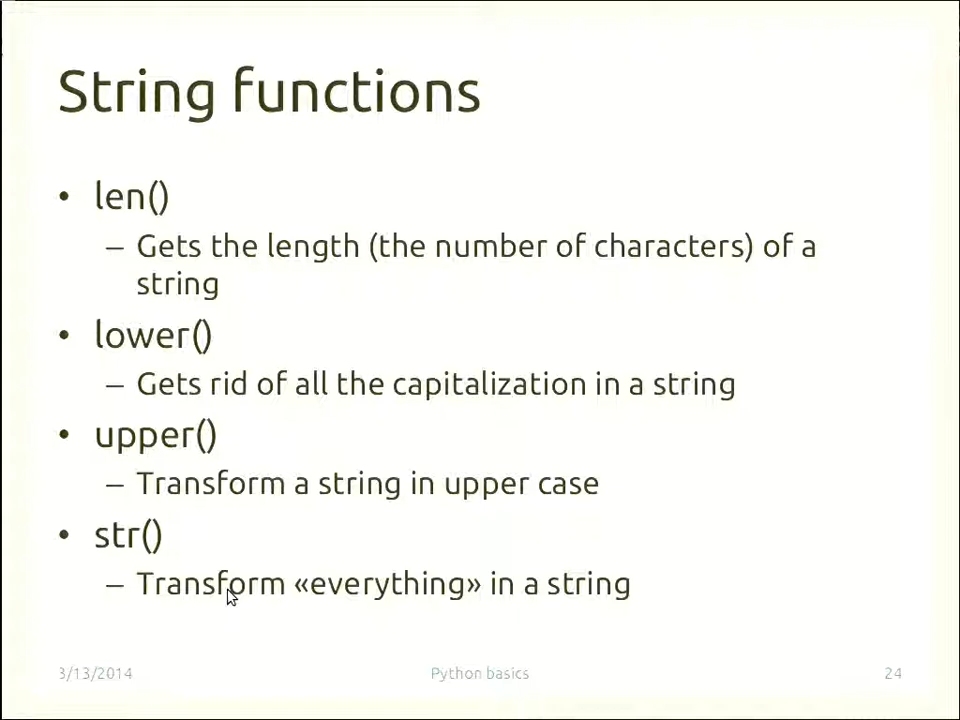 String functions
• len()
– Gets the length (the number of characters) of a
string
• lower()
– Gets rid of all the capitalization in a string
• upper()
– Transform a string in upper case
• str()
– Transform «everything» in a string
3/13/2014 Python basics 24